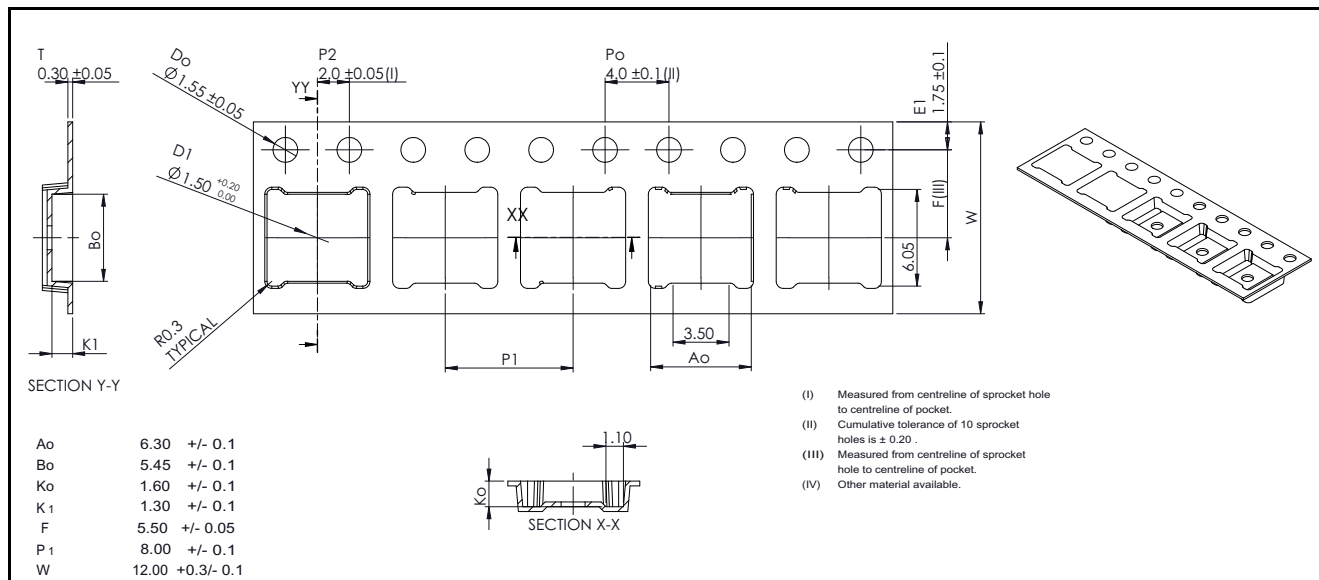 T
0.30 ±0.05
Do
Ø1.55 ±0.05
P2
2.0 ±0.05(I)
YY
Po
4.0 ±0.1(II)
E1
1.75 ±0.1
D1
Ø1.50 +0.20
0.00
XX
F(III)
W
Bo
6.05
K1
R0.3
TYPICAL
P1
3.50
Ao
SECTION Y-Y
(I) Measured from centreline of sprocket hole
to centreline of pocket.
(II) Cumulative tolerance of 10 sprocket
holes is ± 0.20 .
(III) Measured from centreline of sprocket
hole to centreline of pocket.
(IV) Other material available.
Ao 6.30 +/- 0.1
Bo 5.45 +/- 0.1
Ko 1.60 +/- 0.1
K1 1.30 +/- 0.1
F 5.50 +/- 0.05
P1 8.00 +/- 0.1
W 12.00 +0.3/- 0.1
1.10
Ko
SECTION X-X